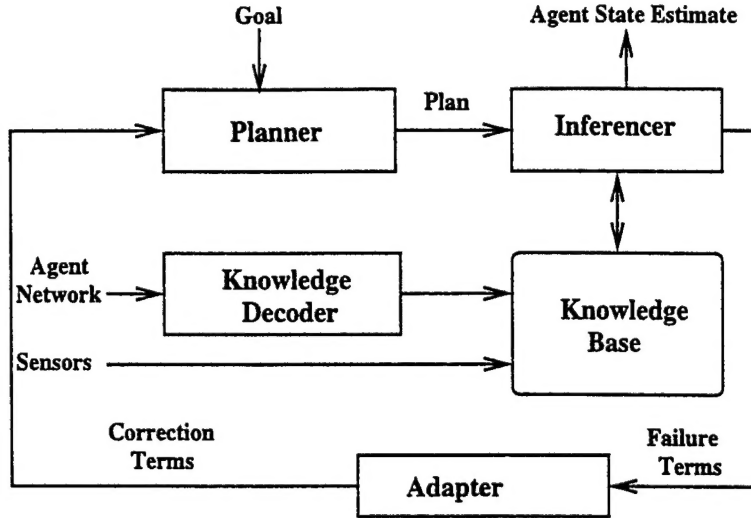 Goal
Agent State Estimate
Planner
Plan
Inferencer
Agent
Network
Knowledge
Decoder
Knowledge
Base
Sensors
Correction
Terms
Failure
Terms
Adapter